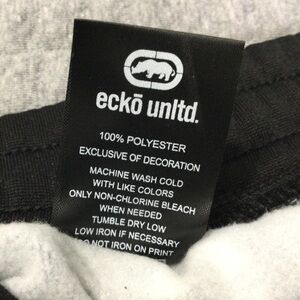 eckō unltd.
100% POLYESTER
EXCLUSIVE OF DECORATION
MACHINE WASH COLD
WITH LIKE COLORS
ONLY NON-CHLORINE BLEACH
WHEN NEEDED
TUMBLE DRY LOW
LOW IRON IF NECESSARY
DO NOT IRON ON PRINT